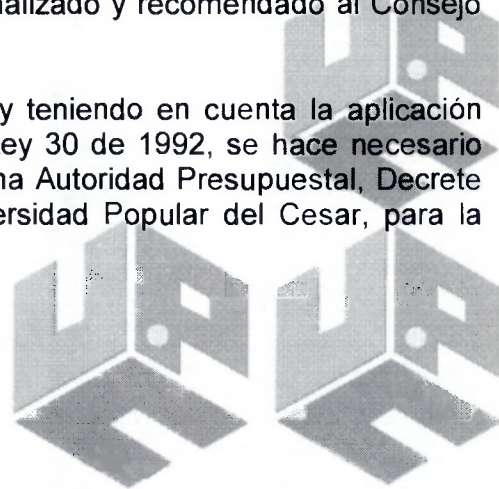 nalizado y recomendado al Consejo
y teniendo en cuenta la aplicación
ey 30 de 1992, se hace necesario
na Autoridad Presupuestal, Decrete
ersidad Popular del Cesar, para la